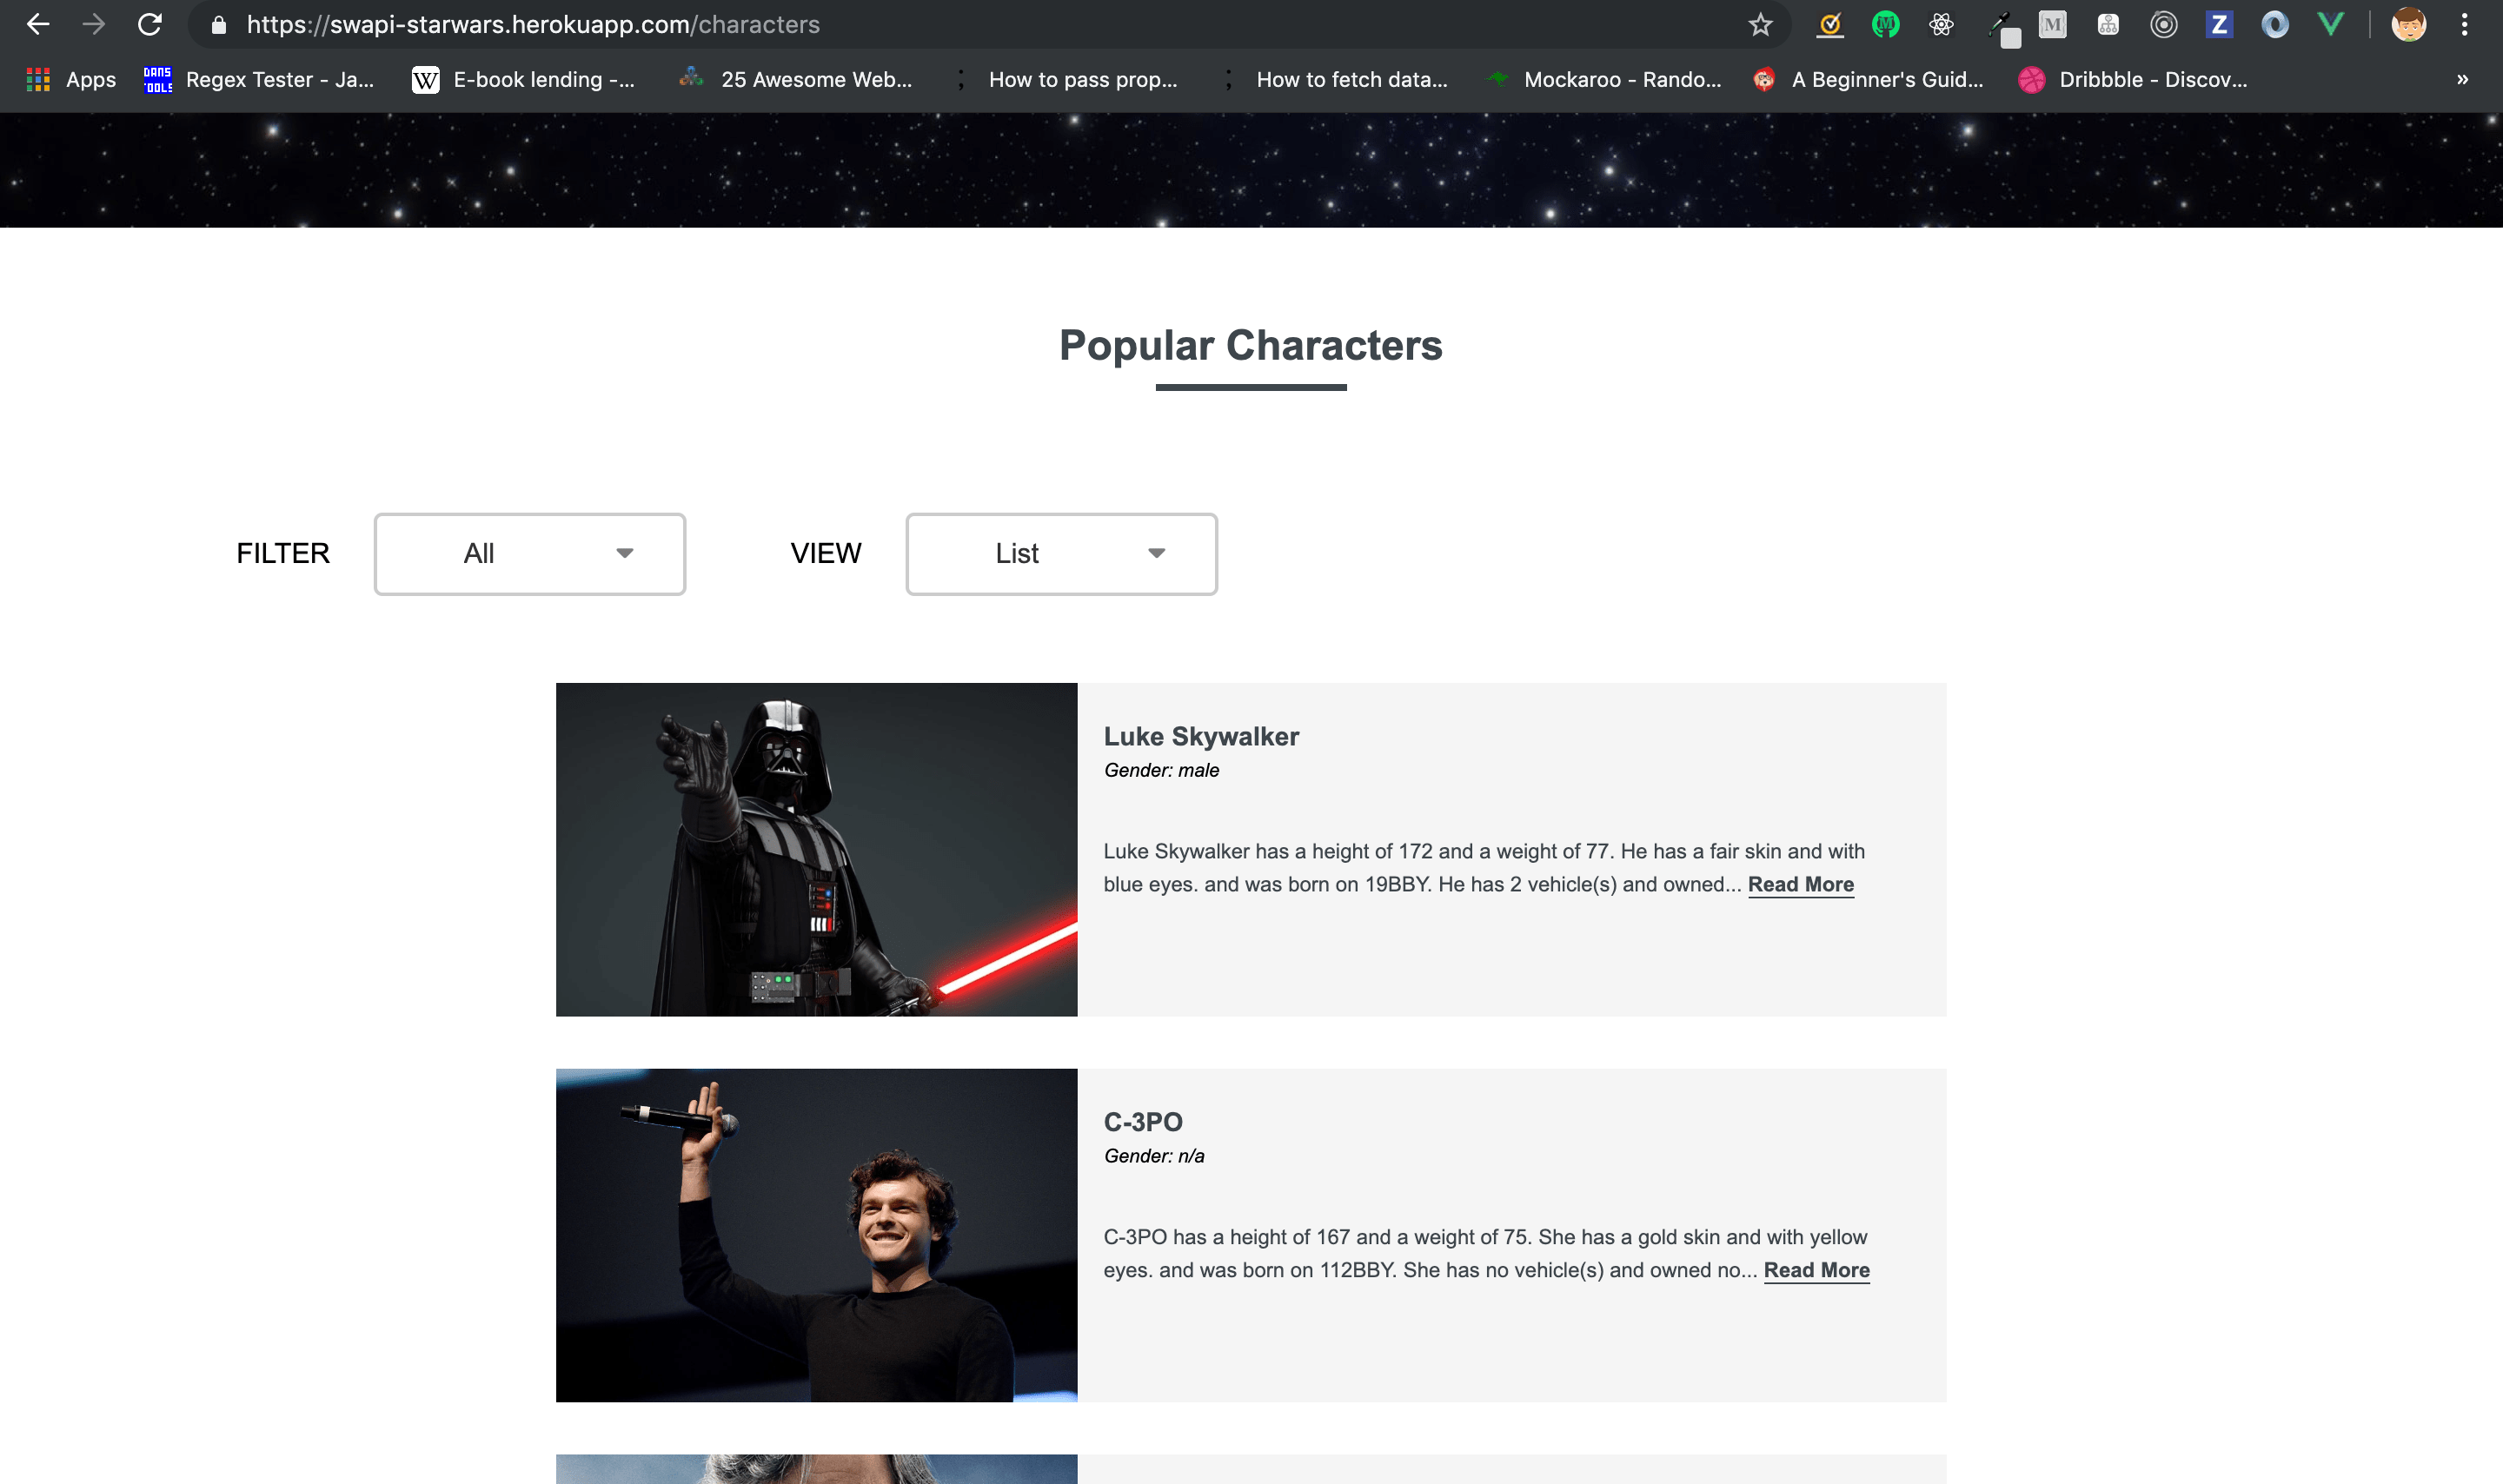 https://swapi-starwars.herokuapp.com/characters
Apps
DANS TOOLS
Regex Tester - Ja...
W
E-book lending -...
25 Awesome Web...
How to pass prop...
How to fetch data...
Mockaroo - Rando...
A Beginner's Guid...
Dribbble - Discov...
»
Popular Characters
FILTER
All
VIEW
List
Luke Skywalker
Gender: male
Luke Skywalker has a height of 172 and a weight of 77. He has a fair skin and with
blue eyes. and was born on 19BBY. He has 2 vehicle(s) and owned... Read More
C-3PO
Gender: n/a
C-3PO has a height of 167 and a weight of 75. She has a gold skin and with yellow
eyes. and was born on 112BBY. She has no vehicle(s) and owned no... Read More